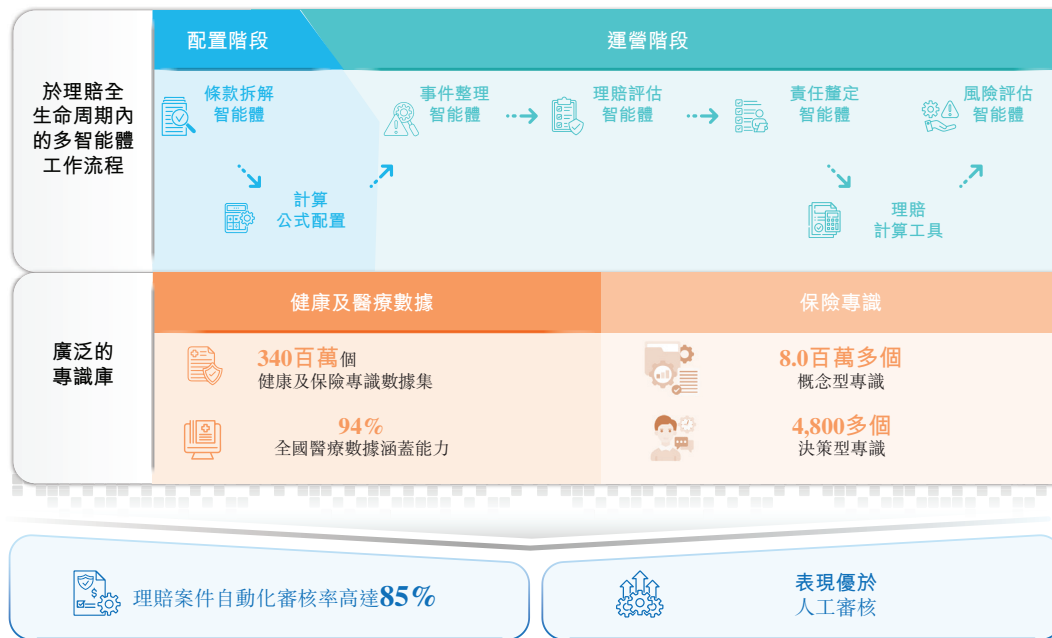 配置階段
運營階段
於理賠全
生命周期內
的多智能體
工作流程
條款拆解
智能體
事件整理
智能體
理賠評估
智能體
責任釐定
智能體
風險評估
智能體
計算
公式配置
理賠
計算工具
健康及醫療數據
保險專識
廣泛的
專識庫
340百萬個
健康及保險專識數據集
8.0百萬多個
概念型專識
94%
全國醫療數據涵蓋能力
4,800多個
決策型專識
理賠案件自動化審核率高達85%
表現優於
人工審核